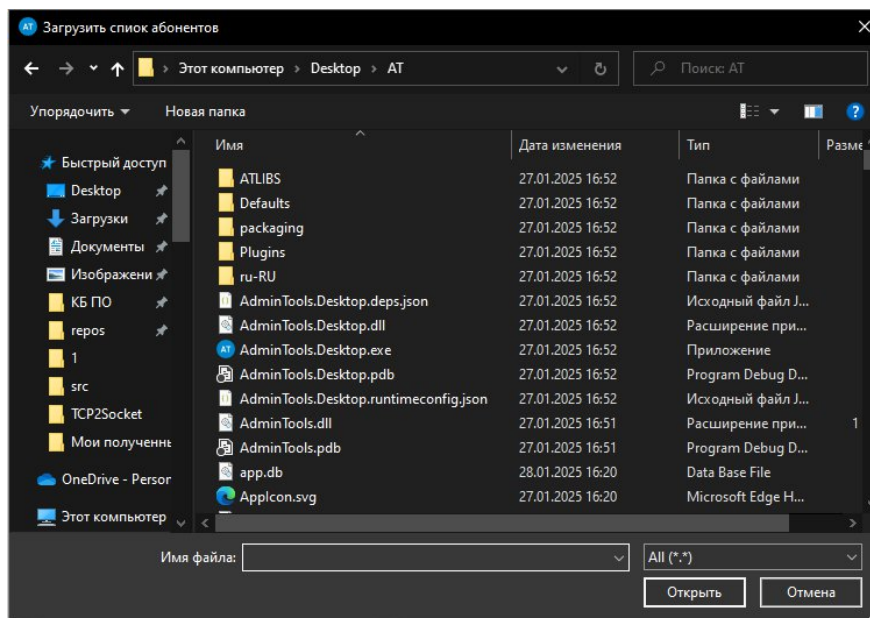 AT Загрузить спиок абонентов
Этот компьютер > Desktop > AT
Поиск: AT
Упорядочить
Новая папка
Имя Дата изменения Тип Разме
Быстрый доступ
Desktop
Загрузки
Документы
Изображени
КБ ПО
repos
1
src
TCP2Socket
Мои полученнь
OneDrive - Person
Этот компьютер
ATLIBS 27.01.2025 16:52 Папка с файлами
Defaults 27.01.2025 16:52 Папка с файлами
packaging 27.01.2025 16:52 Папка с файлами
Plugins 27.01.2025 16:52 Папка с файлами
ru-RU 27.01.2025 16:52 Папка с файлами
AdminTools.Desktop.deps.json 27.01.2025 16:52 Исходный файл J...
AdminTools.Desktop.dll 27.01.2025 16:52 Расширение при...
AT AdminTools.Desktop.exe 27.01.2025 16:52 Приложение
AdminTools.Desktop.pdb 27.01.2025 16:52 Program Debug D...
AdminTools.Desktop.runtimeconfig.json 27.01.2025 16:52 Исходный файл J...
AdminTools.dll 27.01.2025 16:51 Расширение при... 1
AdminTools.pdb 27.01.2025 16:51 Program Debug D...
app.db 28.01.2025 16:20 Data Base File
AppIcon.svg 27.01.2025 16:20 Microsoft Edge H...
Имя файла:
All (*.*)
Открыть Отмена